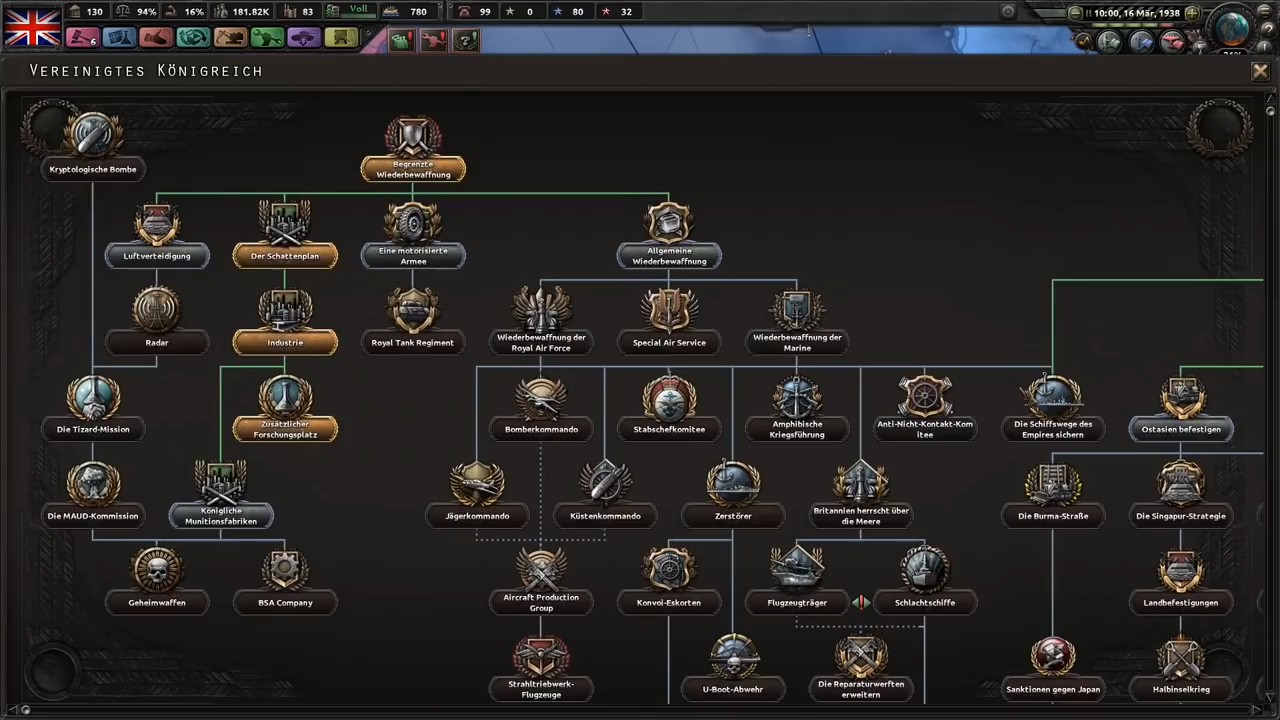 130 94% 16% 181.82K 83 Voll 780 99 0 80 32 10:00, 16 Mär, 1938
6
VEREINIGTES KÖNIGREICH
Kryptologische Bombe
Begrenzte
Wiederbewaffnung
Luftverteidigung
Der Schattenplan
Eine motorisierte
Armee
Allgemeine
Wiederbewaffnung
Radar
Industrie
Royal Tank Regiment
Wiederbewaffnung der
Royal Air Force
Special Air Service
Wiederbewaffnung der
Marine
Die Tizard-Mission
Zusätzlicher
Forschungsplatz
Bomberkommando
Stabschefkomitee
Amphibische
Kriegsführung
Anti-Nicht-Kontakt-Kom
itee
Die Schiffswege des
Empires sichern
Ostasien befestigen
Die MAUD-Kommission
Königliche
Munitionsfabriken
Jägerkommando
Küstenkommando
Zerstörer
Britannien herrscht über
die Meere
Die Burma-Straße
Die Singapur-Strategie
Geheimwaffen
BSA Company
Aircraft Production
Group
Konvoi-Eskorten
Flugzeugträger
Schlachtschiffe
Landbefestigungen
Strahltriebwerk-
Flugzeuge
U-Boot-Abwehr
Die Reparaturwerften
erweitern
Sanktionen gegen Japan
Halbinselkrieg